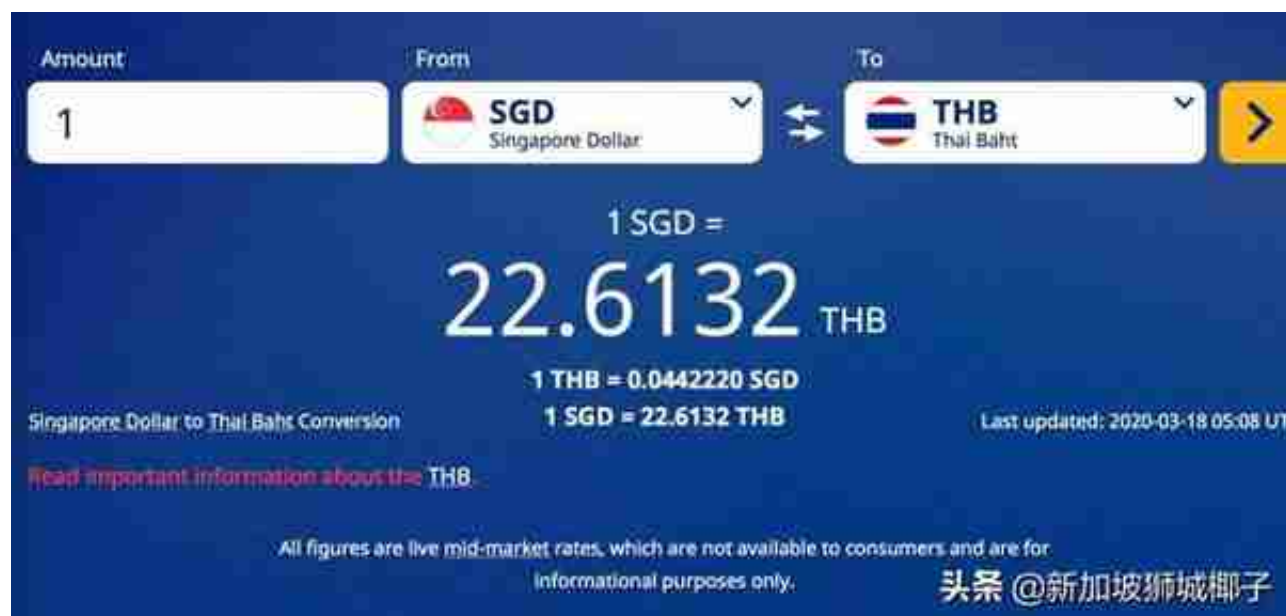 Amount From To
1 SGD THB
Singapore Dollar Thai Baht
1 SGD =
22.6132 THB
1 THB = 0.0442220 SGD
Singapore Dollar to Thai Baht Conversion 1 SGD = 22.6132 THB Last updated: 2020-03-18 05:08 UT
Read important information about the THB.
All figures are live mid-market rates, which are not available to consumers and are for
informational purposes only.
头条 @新加坡狮城椰子